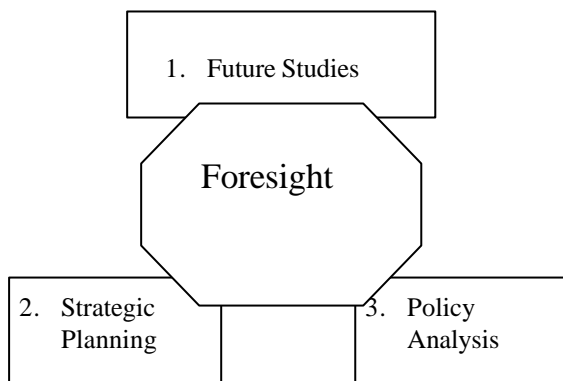 1. Future Studies
Foresight
2. Strategic
Planning
3. Policy
Analysis